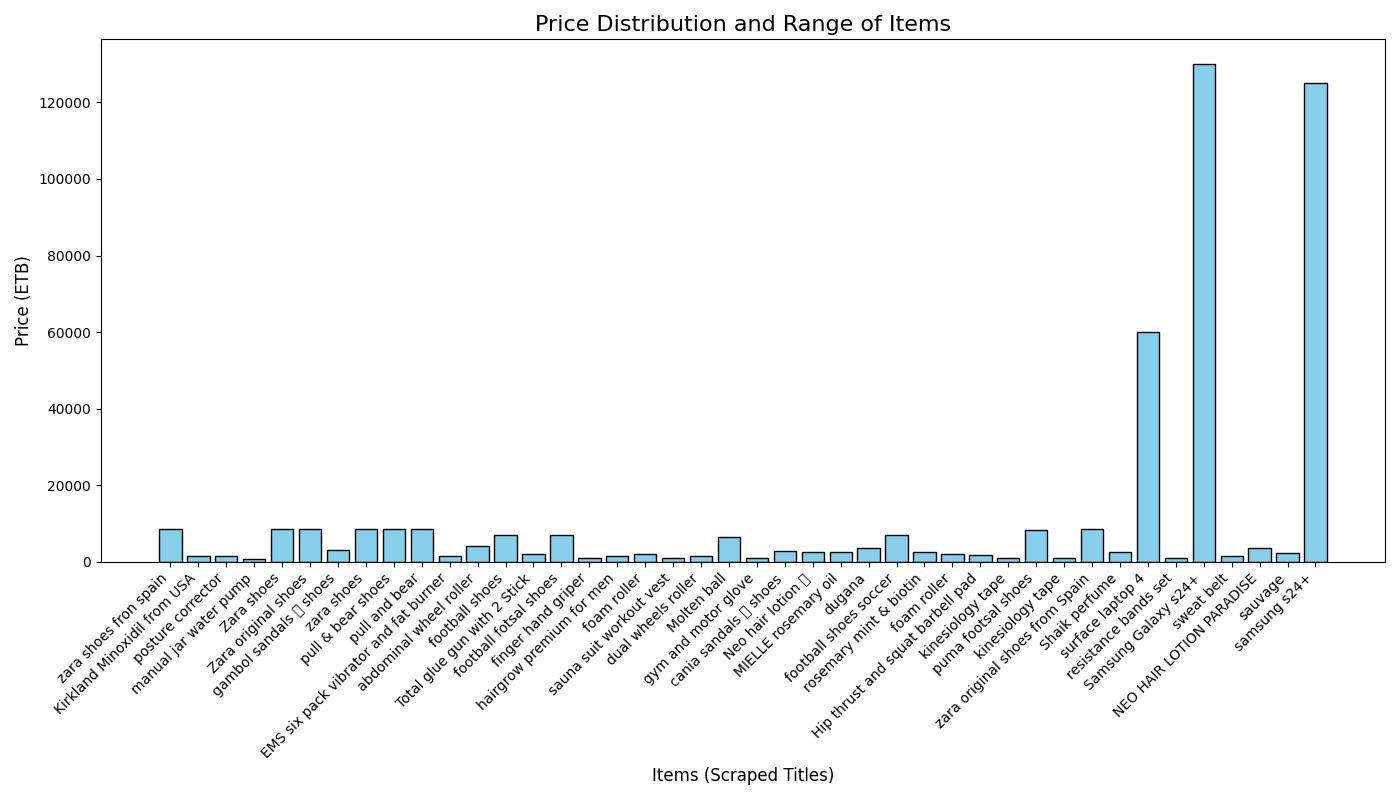 Price Distribution and Range of Items
Price (ETB)
120000
100000
80000
60000
40000
20000
0
zara shoes fron spain
Kirkland Minoxidil from USA
posture corrector
manual jar water pump
Zara shoes
Zara original shoes
gambol sandals 🩴 shoes
zara shoes
pull & bear shoes
pull and bear
EMS six pack vibrator and fat burner
abdominal wheel roller
football shoes
Total glue gun with 2 Stick
football fotsal shoes
finger hand griper
hairgrow premium for men
foam roller
sauna suit workout vest
dual wheels roller
Molten ball
gym and motor glove
cania sandals 🩴 shoes
Neo hair lotion ▯
MIELLE rosemary oil
dugana
football shoes soccer
rosemary mint & biotin
foam roller
Hip thrust and squat barbell pad
kinesiology tape
puma footsal shoes
kinesiology tape
zara original shoes from Spain
Shaik perfume
surface laptop 4
resistance bands set
Samsung Galaxy s24+
sweat belt
NEO HAIR LOTION PARADISE
sauvage
samsung s24+
Items (Scraped Titles)